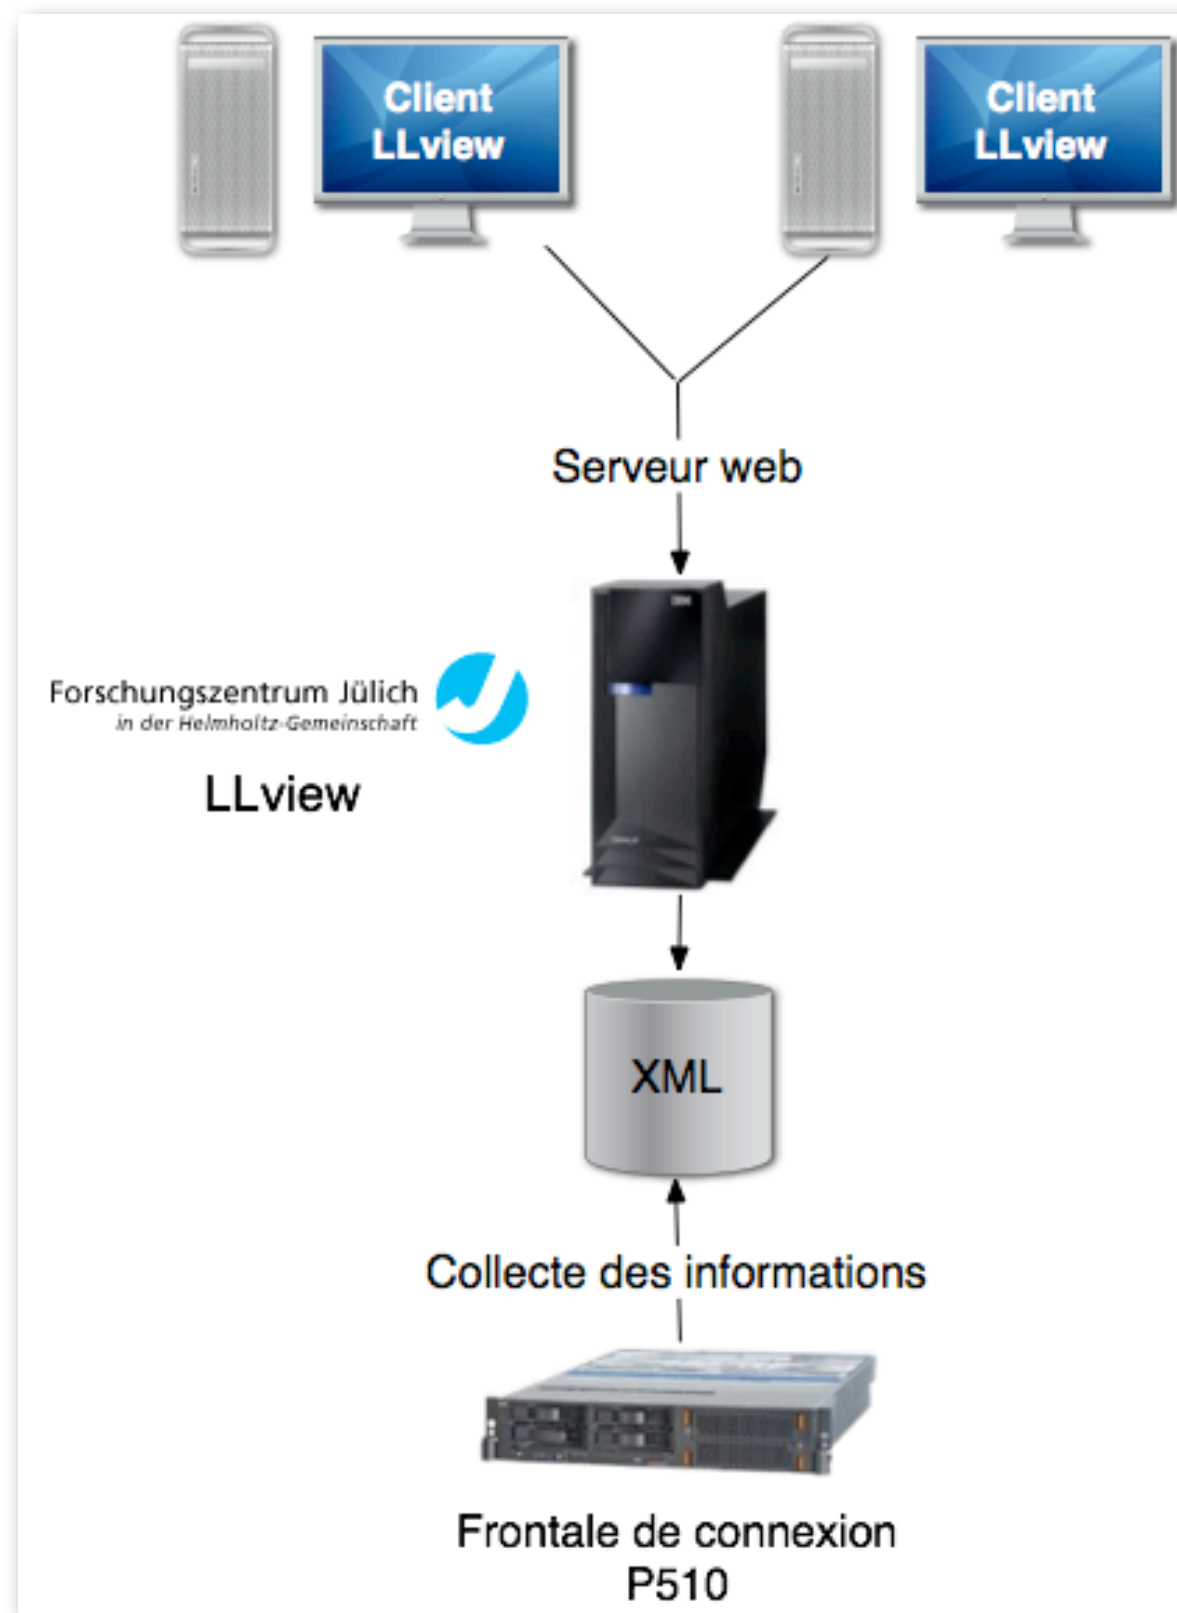 Client
LLview
Client
LLview
Serveur web
IBM
Forschungszentrum Jülich
in der Helmholtz-Gemeinschaft
LLview
XML
Collecte des informations
Frontale de connexion
P510